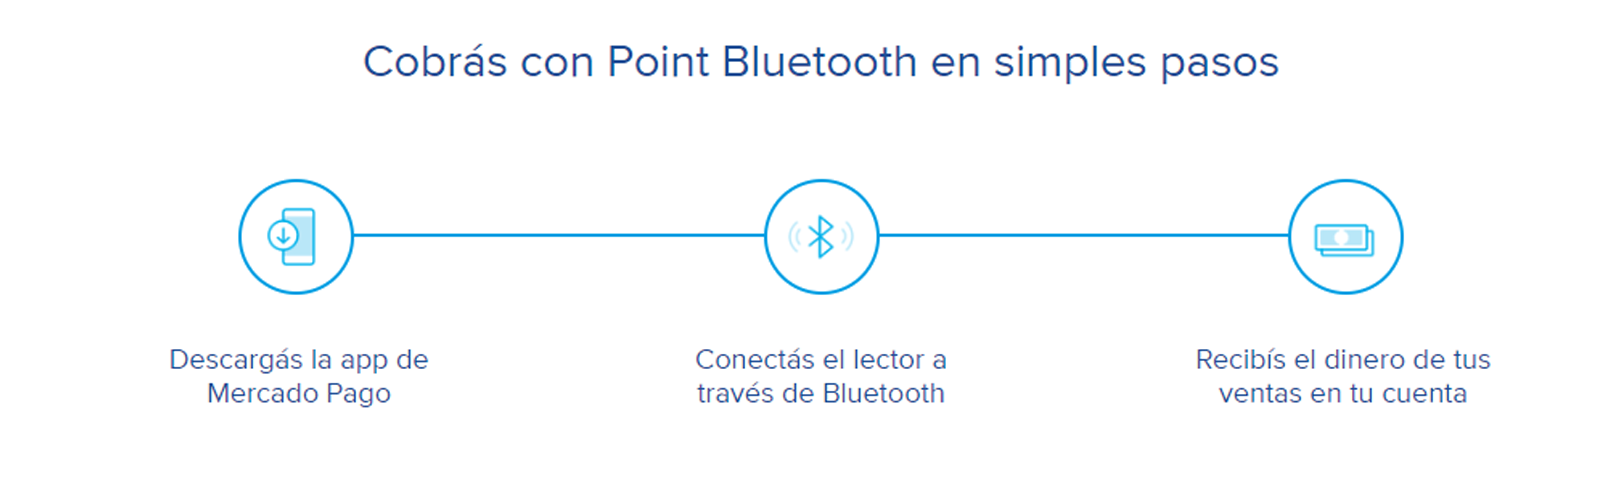 Cobrás con Point Bluetooth en simples pasos
Descargás la app de
Mercado Pago
Conectás el lector a
través de Bluetooth
Recibís el dinero de tus
ventas en tu cuenta